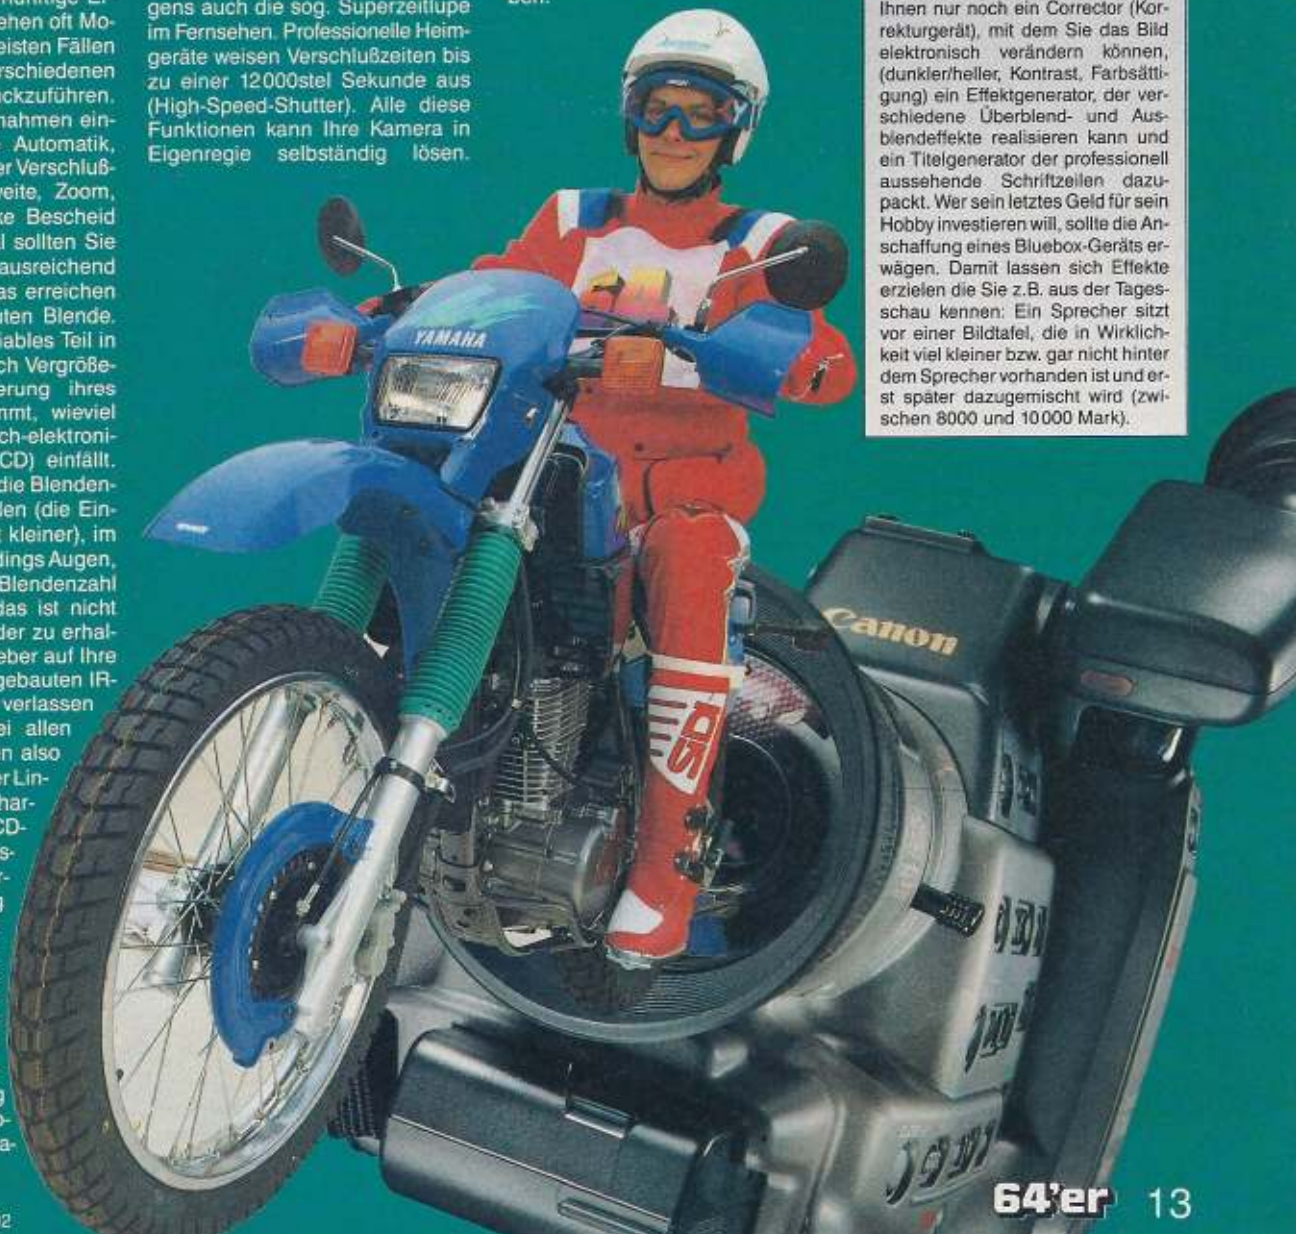 ehen oft Mo-
eisten Fällen
rschiedenen
ckzuführen.
nahmen ein-
Automatik,
er Verschluß-
veite, Zoom,
ke Bescheid
l sollten Sie
ausreichend
as erreichen
ten Blende.
iables Teil in
ch Vergröße-
erung ihres
nmt, wieviel
ch-elektroni-
CD) einfällt.
die Blenden-
len (die Ein-
t kleiner), im
dings Augen,
Blendenzahl
das ist nicht
der zu erhal-
eber auf Ihre
gebauten IR-
verlassen
ei allen
n also
er Lin-
har-
CD-
s-
r-
g
g
o-
a-
gens auch die sog. Superzeitlupe
im Fernsehen. Professionelle Heim-
geräte weisen Verschlußzeiten bis
zu einer 12000stel Sekunde aus
(High-Speed-Shutter). Alle diese
Funktionen kann Ihre Kamera in
Eigenregie selbständig lösen.
ben.
Ihnen nur noch ein Corrector (Kor-
rekturgerät), mit dem Sie das Bild
elektronisch verändern können,
(dunkler/heller, Kontrast, Farbsätti-
gung) ein Effektgenerator, der ver-
schiedene Überblend- und Aus-
blendeffekte realisieren kann und
ein Titelgenerator der professionell
aussehende Schriftzeilen dazu-
packt. Wer sein letztes Geld für sein
Hobby investieren will, sollte die An-
schaffung eines Bluebox-Geräts er-
wägen. Damit lassen sich Effekte
erzielen die Sie z.B. aus der Tages-
schau kennen: Ein Sprecher sitzt
vor einer Bildtafel, die in Wirklich-
keit viel kleiner bzw. gar nicht hinter
dem Sprecher vorhanden ist und er-
st später dazugemischt wird (zwi-
schen 8000 und 10000 Mark).
YAMAHA
Canon
64'er 13